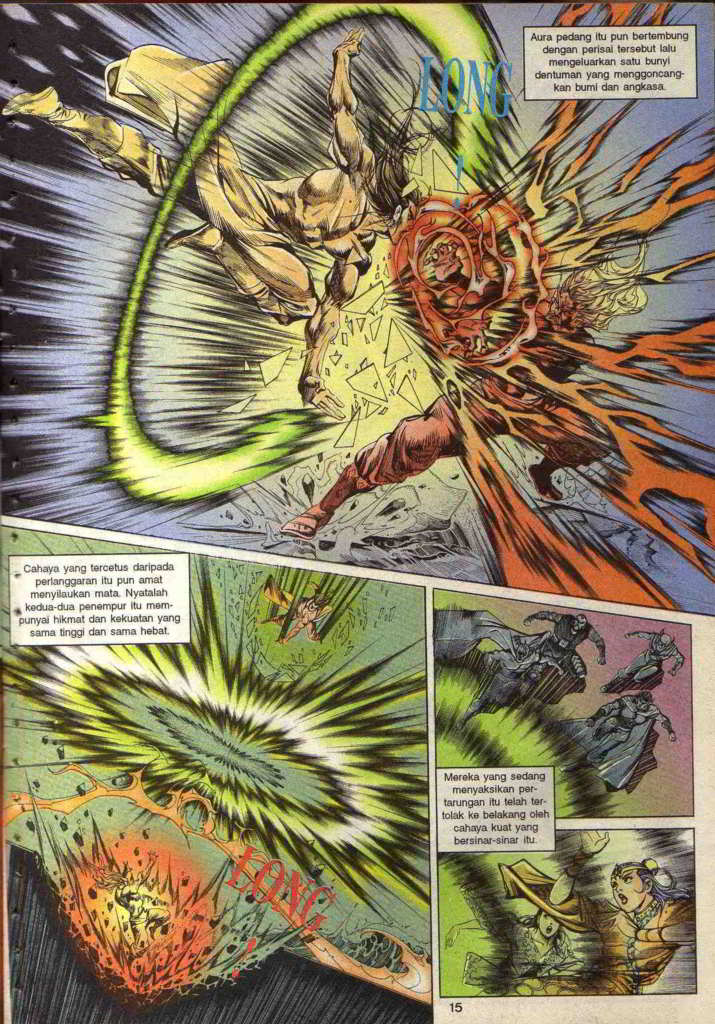 Aura pedang itu pun bertembung
dengan perisai tersebut lalu
mengeluarkan satu bunyi
dentuman yang menggoncang-
kan bumi dan angkasa.
LONG
!
Cahaya yang tercetus daripada
perlanggaran itu pun amat
menyilaukan mata. Nyatalah
kedua-dua penempur itu mem-
punyai hikmat dan kekuatan yang
sama tinggi dan sama hebat.
LONG
!
Mereka yang sedang
menyaksikan per-
tarungan itu telah ter-
tolak ke belakang oleh
cahaya kuat yang
bersinar-sinar itu.
15